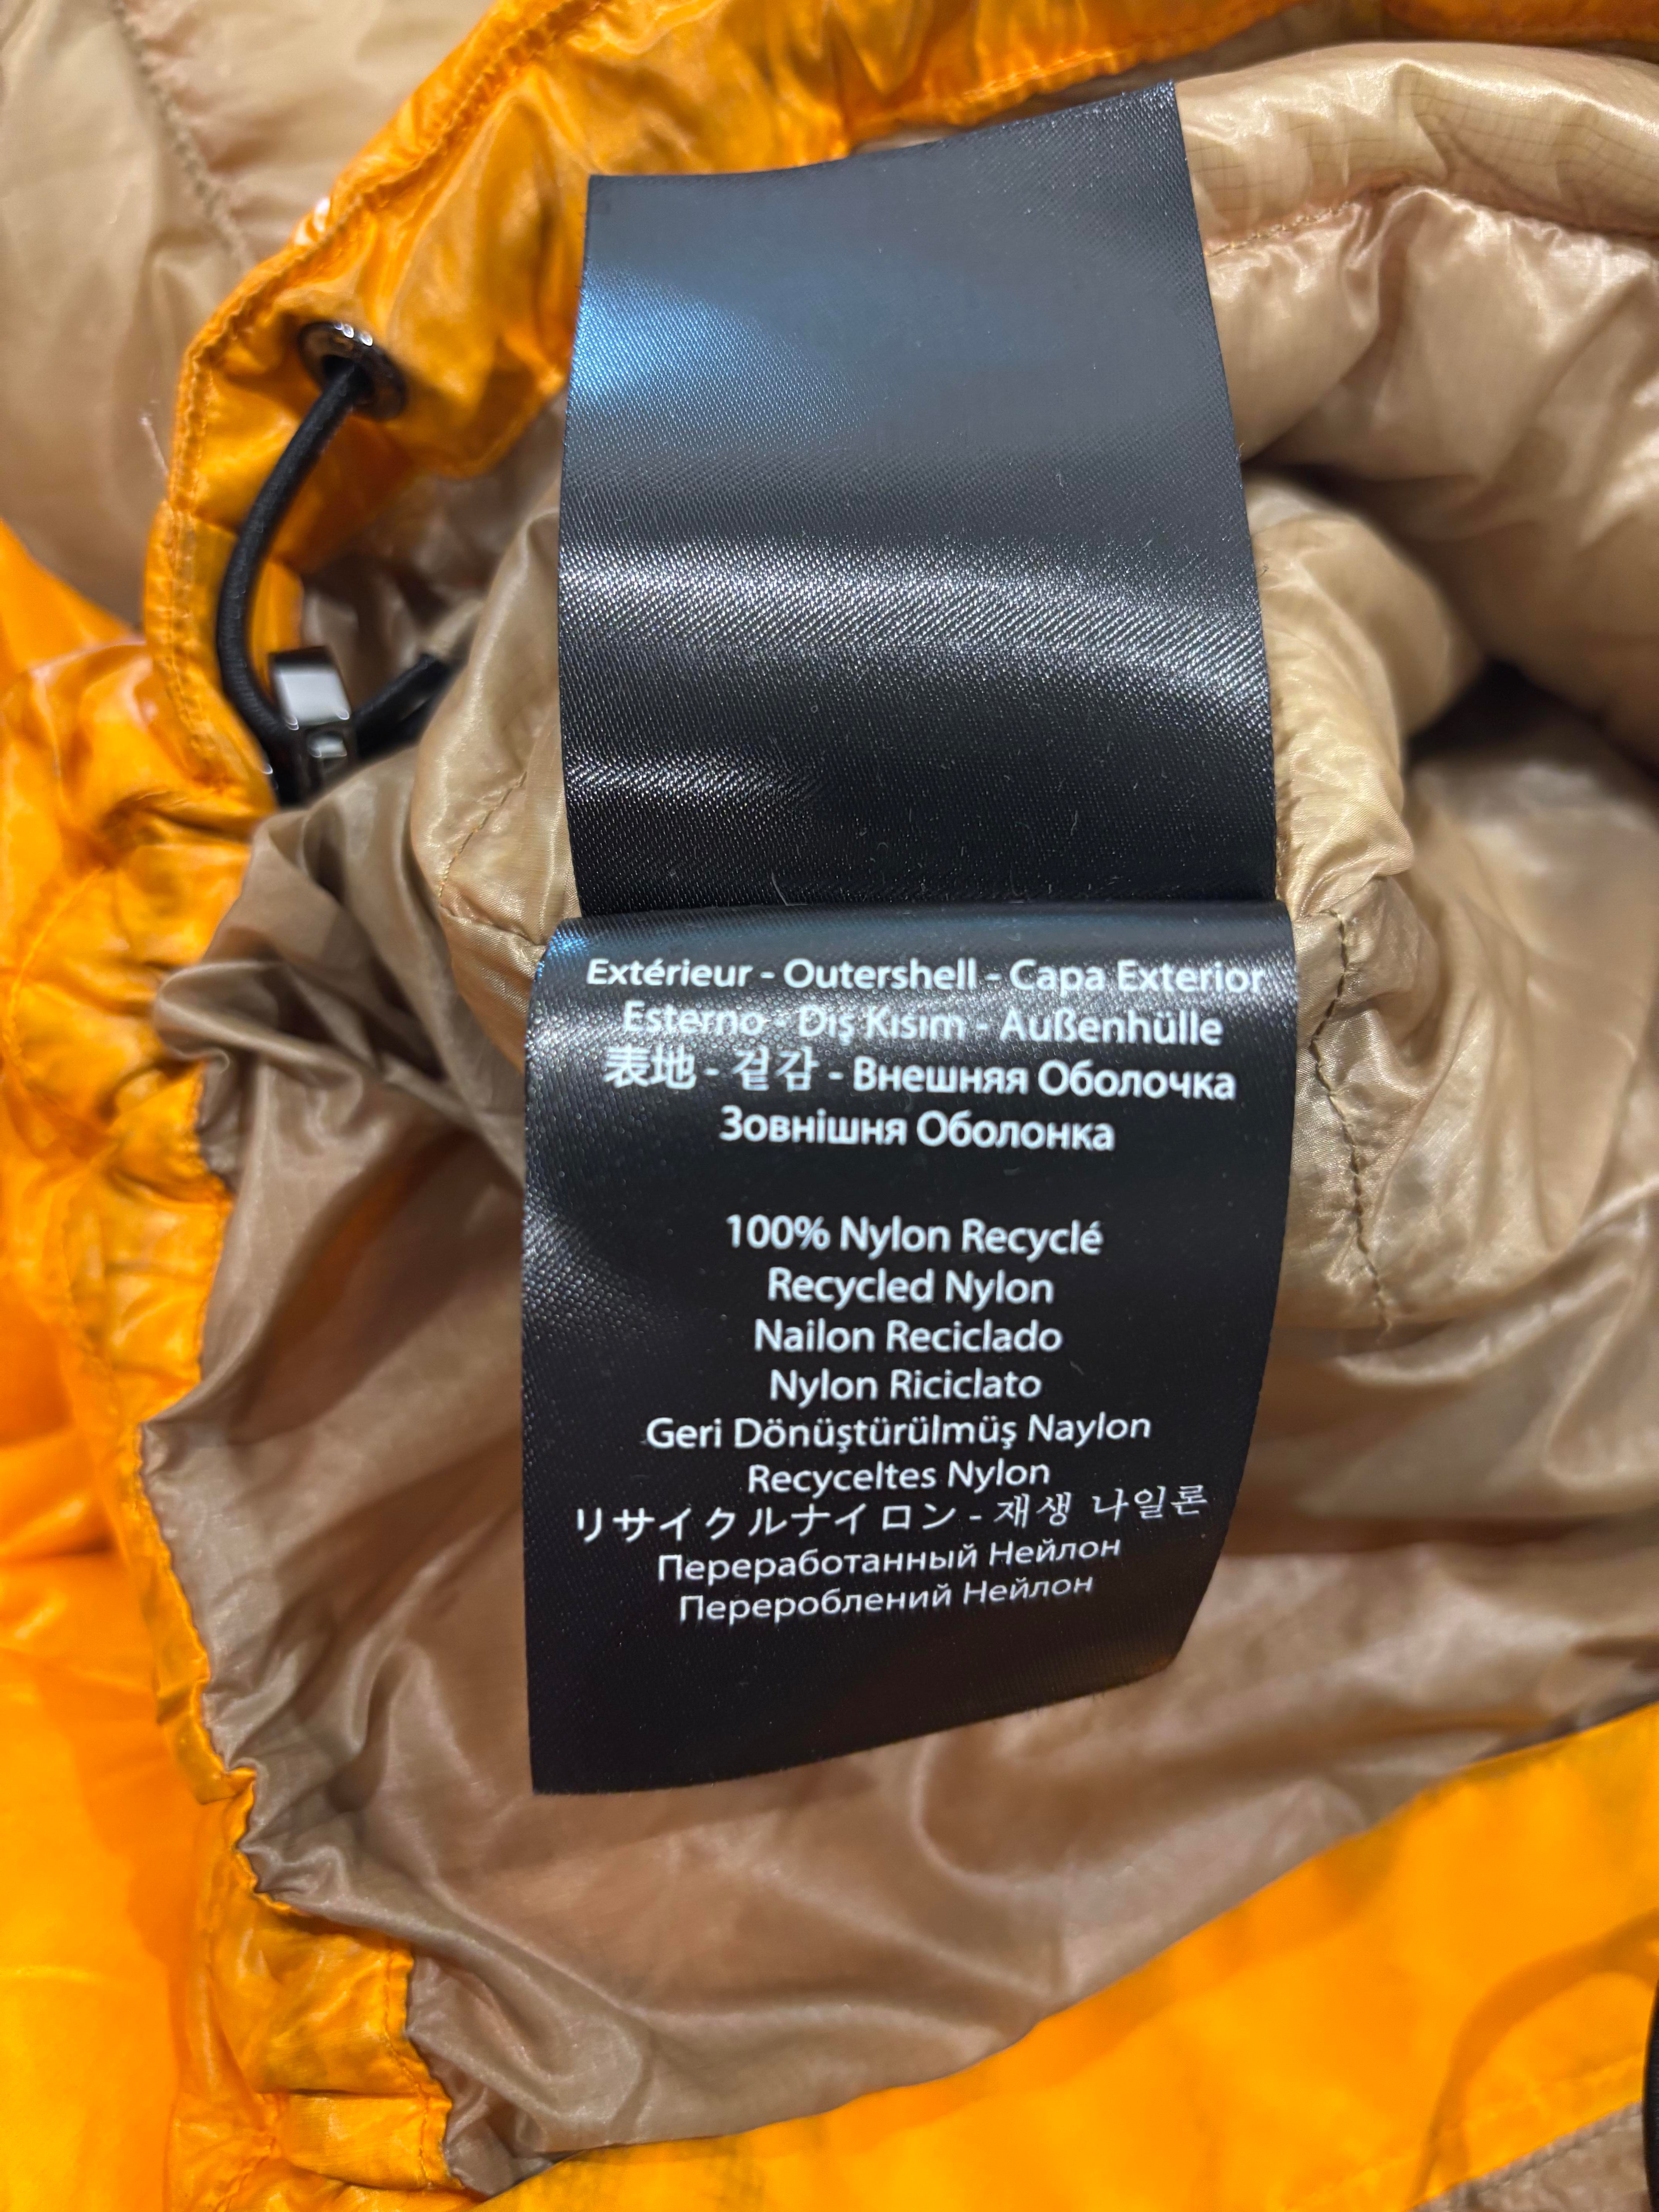 Extérieur - Outershell - Capa Exterior
Esterno - Dış Kısım - Außenhülle
表地 - 겉감 - Внешняя Оболочка
Зовнішня Оболонка
100% Nylon Recyclé
Recycled Nylon
Nailon Reciclado
Nylon Riciclato
Geri Dönüştürülmüş Naylon
Recyceltes Nylon
リサイクルナイロン - 재생 나일론
Переработанный Нейлон
Перероблений Нейлон